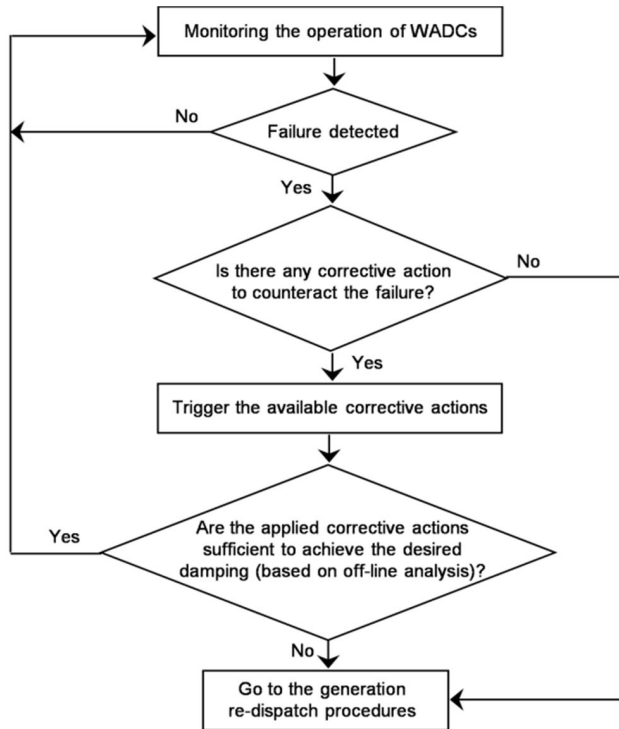 Monitoring the operation of WADCs
No
Failure detected
Yes
Is there any corrective action
to counteract the failure?
No
Yes
Trigger the available corrective actions
Yes
Are the applied corrective actions
sufficient to achieve the desired
damping (based on off-line analysis)?
No
Go to the generation
re-dispatch procedures